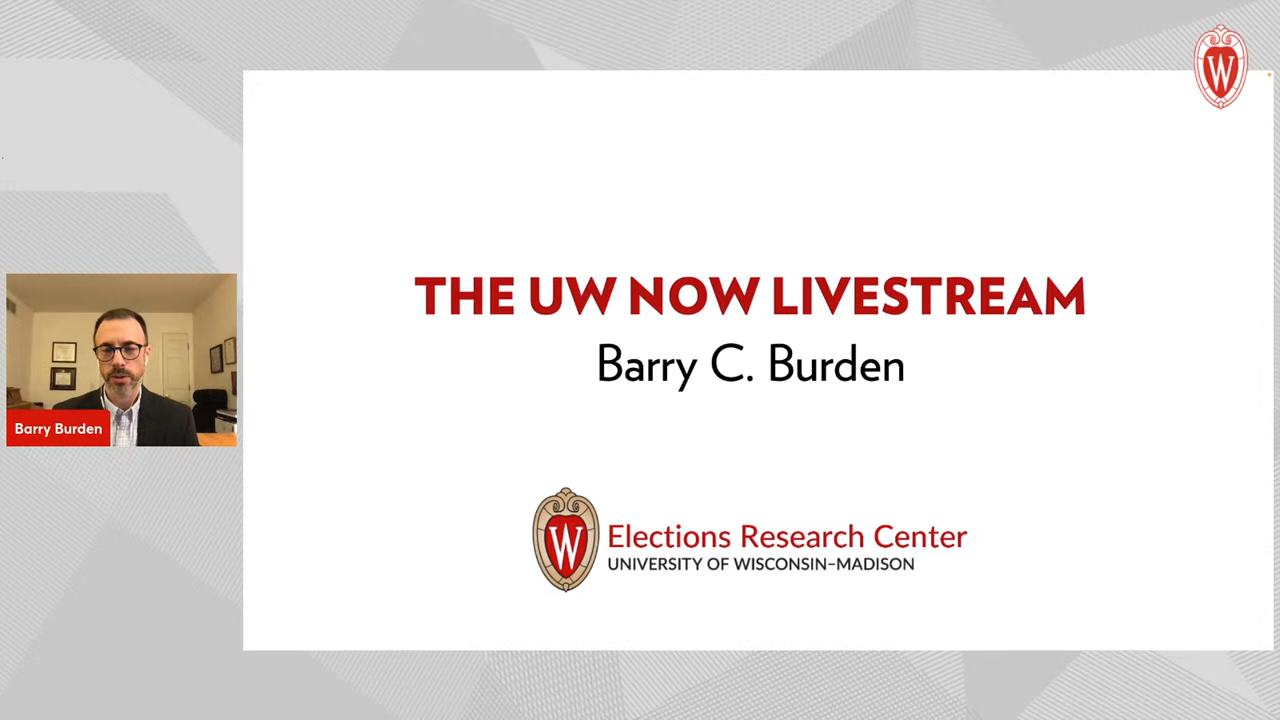 W
THE UW NOW LIVESTREAM
Barry C. Burden
Barry Burden
W
Elections Research Center
UNIVERSITY OF WISCONSIN–MADISON